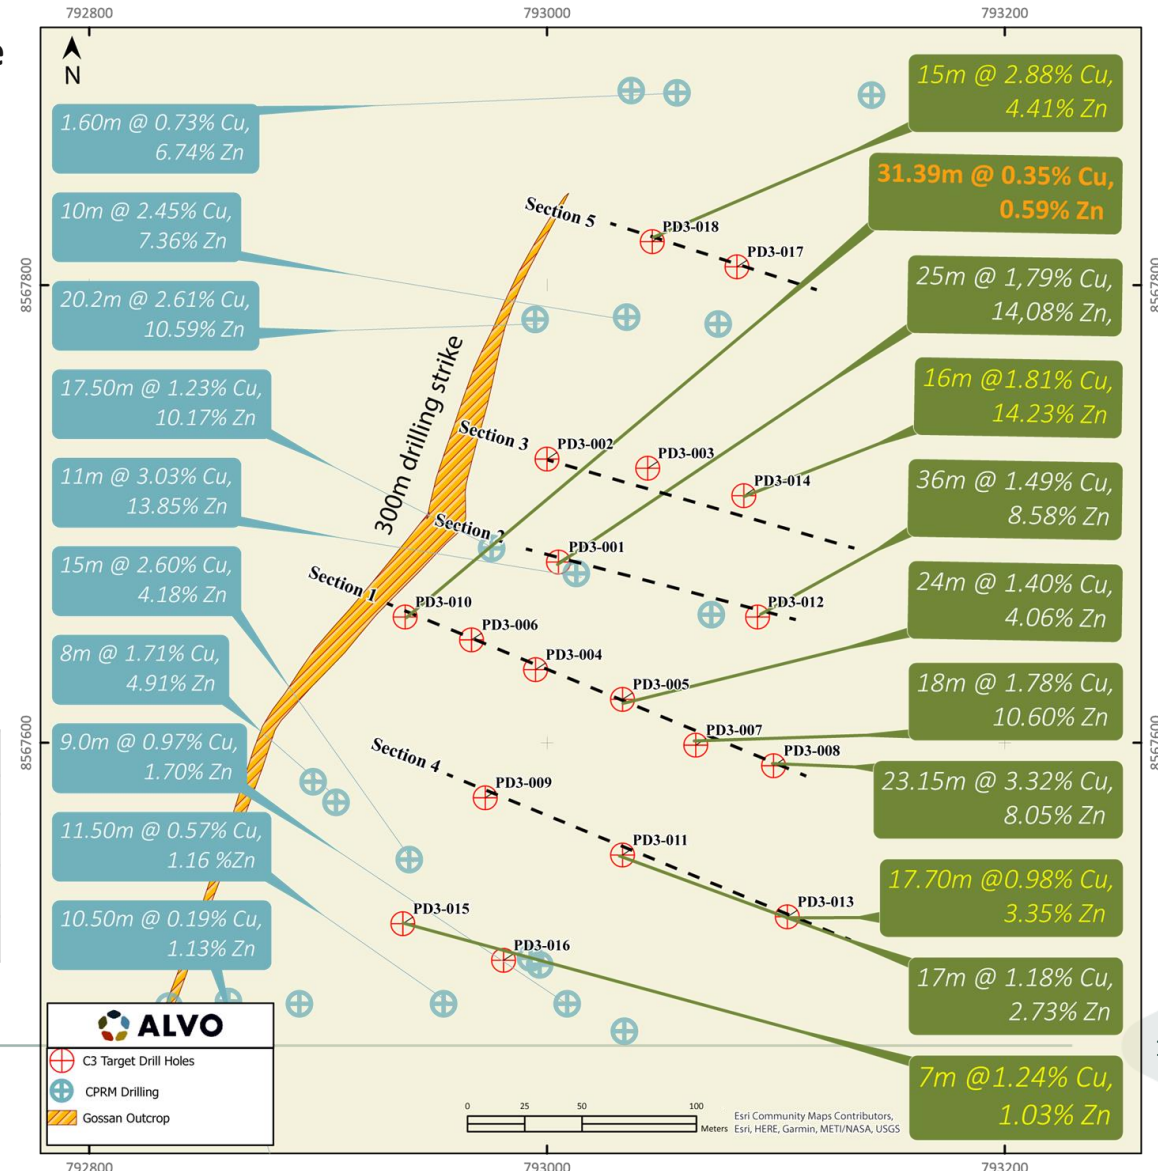 e
792800
793000
793200
N
8567800
8567600
8567800
8567600
1.60m @ 0.73% Cu,
6.74% Zn
10m @ 2.45% Cu,
7.36% Zn
20.2m @ 2.61% Cu,
10.59% Zn
17.50m @ 1.23% Cu,
10.17% Zn
11m @ 3.03% Cu,
13.85% Zn
15m @ 2.60% Cu,
4.18% Zn
8m @ 1.71% Cu,
4.91% Zn
9.0m @ 0.97% Cu,
1.70% Zn
11.50m @ 0.57% Cu,
1.16 %Zn
10.50m @ 0.19% Cu,
1.13% Zn
300m drilling strike
Section 5
PD3-018
PD3-017
Section 3
PD3-002
PD3-003
PD3-014
Section 2
PD3-001
PD3-012
Section 1
PD3-010
PD3-006
PD3-004
PD3-005
PD3-007
PD3-008
Section 4
PD3-009
PD3-011
PD3-013
PD3-015
PD3-016
15m @ 2.88% Cu,
4.41% Zn
31.39m @ 0.35% Cu,
0.59% Zn
25m @ 1,79% Cu,
14,08% Zn,
16m @1.81% Cu,
14.23% Zn
36m @ 1.49% Cu,
8.58% Zn
24m @ 1.40% Cu,
4.06% Zn
18m @ 1.78% Cu,
10.60% Zn
23.15m @ 3.32% Cu,
8.05% Zn
17.70m @0.98% Cu,
3.35% Zn
17m @ 1.18% Cu,
2.73% Zn
7m @1.24% Cu,
1.03% Zn
ALVO
C3 Target Drill Holes
CPRM Drilling
Gossan Outcrop
0 25 50 100
Meters
Esri Community Maps Contributors,
Esri, HERE, Garmin, METI/NASA, USGS
792800
793000
793200